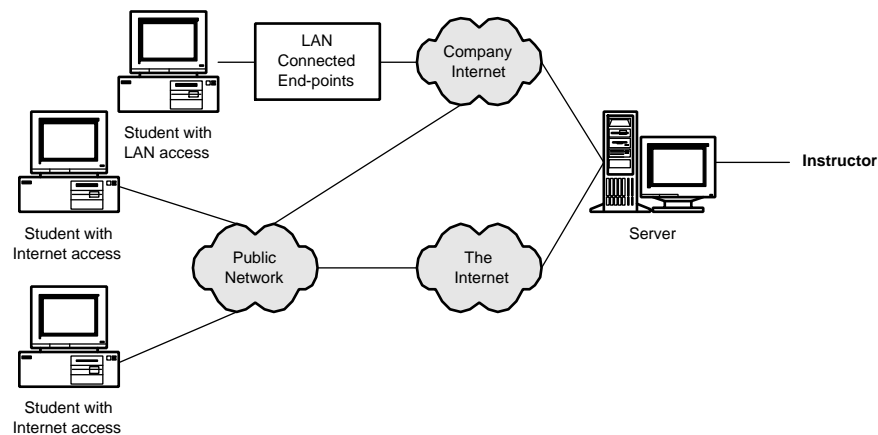 LAN
Connected
End-points
Company
Internet
Student with
LAN access
Instructor
Server
Student with
Internet access
Public
Network
The
Internet
Student with
Internet access